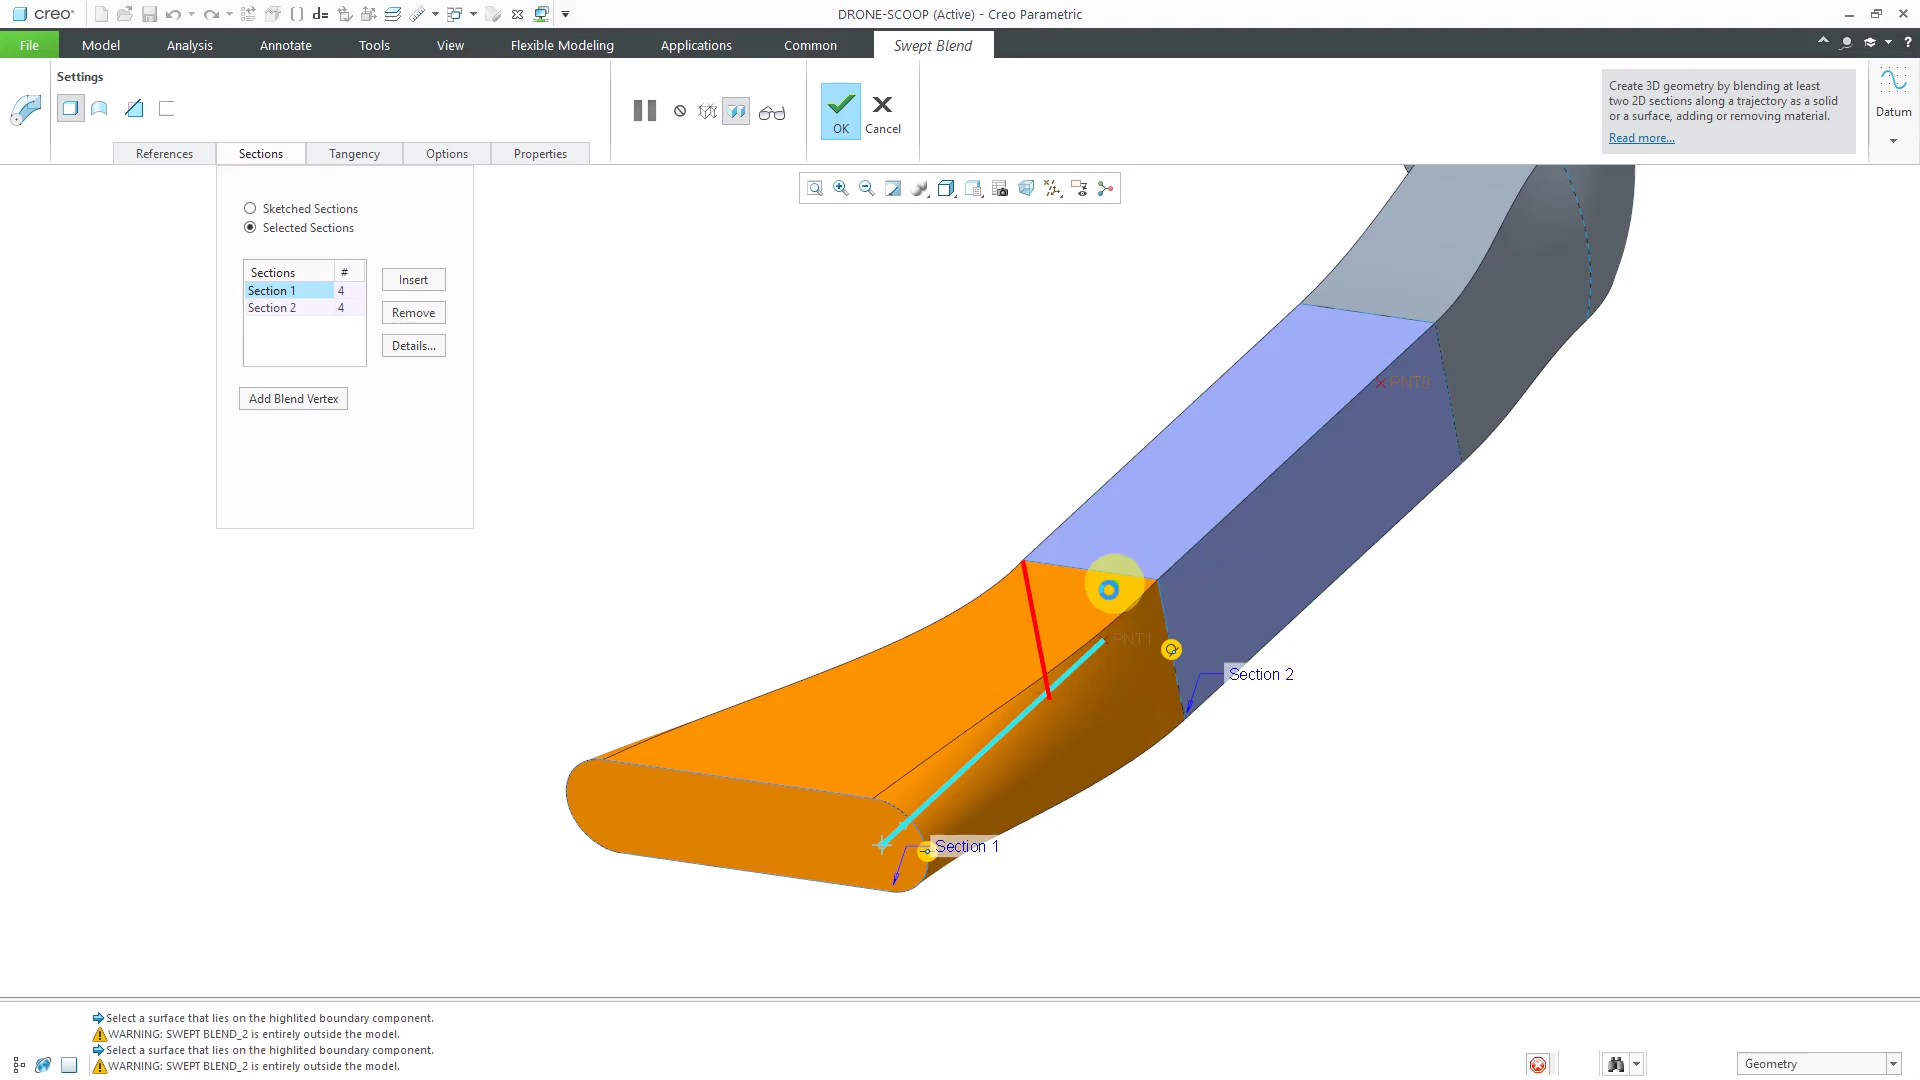 creo
DRONE-SCOOP (Active) - Creo Parametric
File
Model
Analysis
Annotate
Tools
View
Flexible Modeling
Applications
Common
Swept Blend
Settings
OK
Cancel
Create 3D geometry by blending at least
two 2D sections along a trajectory as a solid
or a surface, adding or removing material.
Read more...
Datum
References
Sections
Tangency
Options
Properties
Sketched Sections
Selected Sections
Sections #
Section 1 4
Section 2 4
Insert
Remove
Details...
Add Blend Vertex
PNT0
PNT1
Section 2
Section 1
Select a surface that lies on the highlited boundary component.
WARNING: SWEPT BLEND_2 is entirely outside the model.
Select a surface that lies on the highlited boundary component.
WARNING: SWEPT BLEND_2 is entirely outside the model.
Geometry